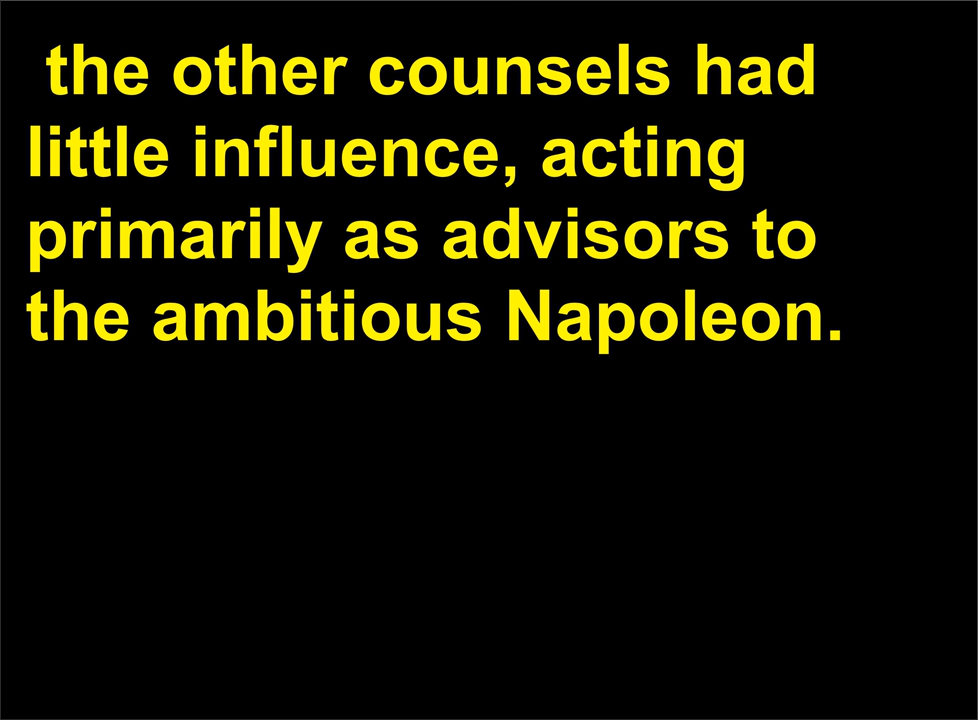 the other counsels had
little influence, acting
primarily as advisors to
the ambitious Napoleon.